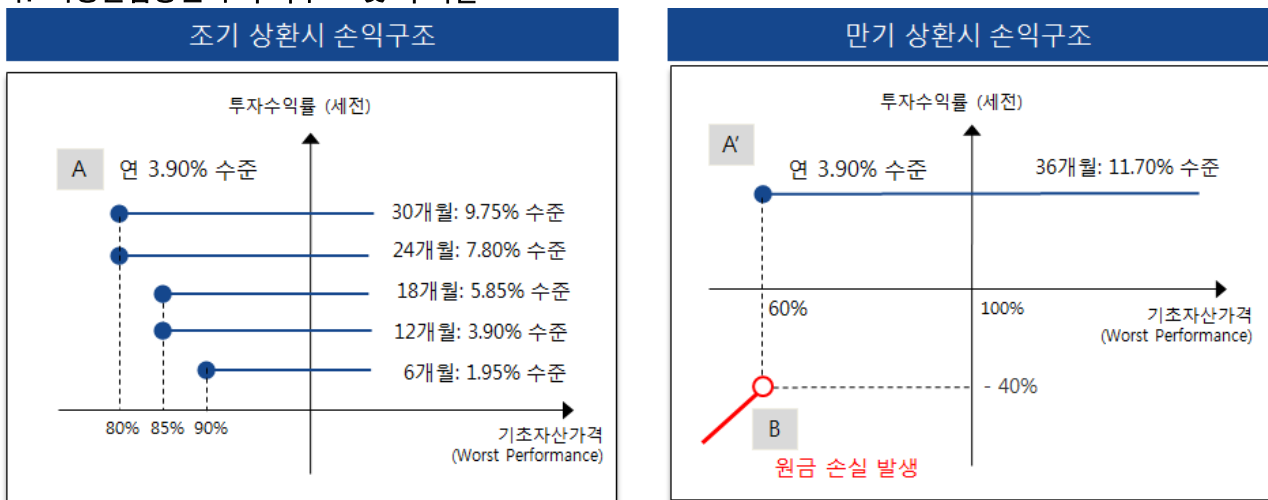 조기 상환시 손익구조
투자수익률 (세전)
A
연 3.90% 수준
30개월: 9.75% 수준
24개월: 7.80% 수준
18개월: 5.85% 수준
12개월: 3.90% 수준
6개월: 1.95% 수준
80% 85% 90%
기초자산가격
(Worst Performance)
만기 상환시 손익구조
투자수익률 (세전)
A'
연 3.90% 수준
36개월: 11.70% 수준
60%
100%
기초자산가격
(Worst Performance)
- 40%
B
원금 손실 발생